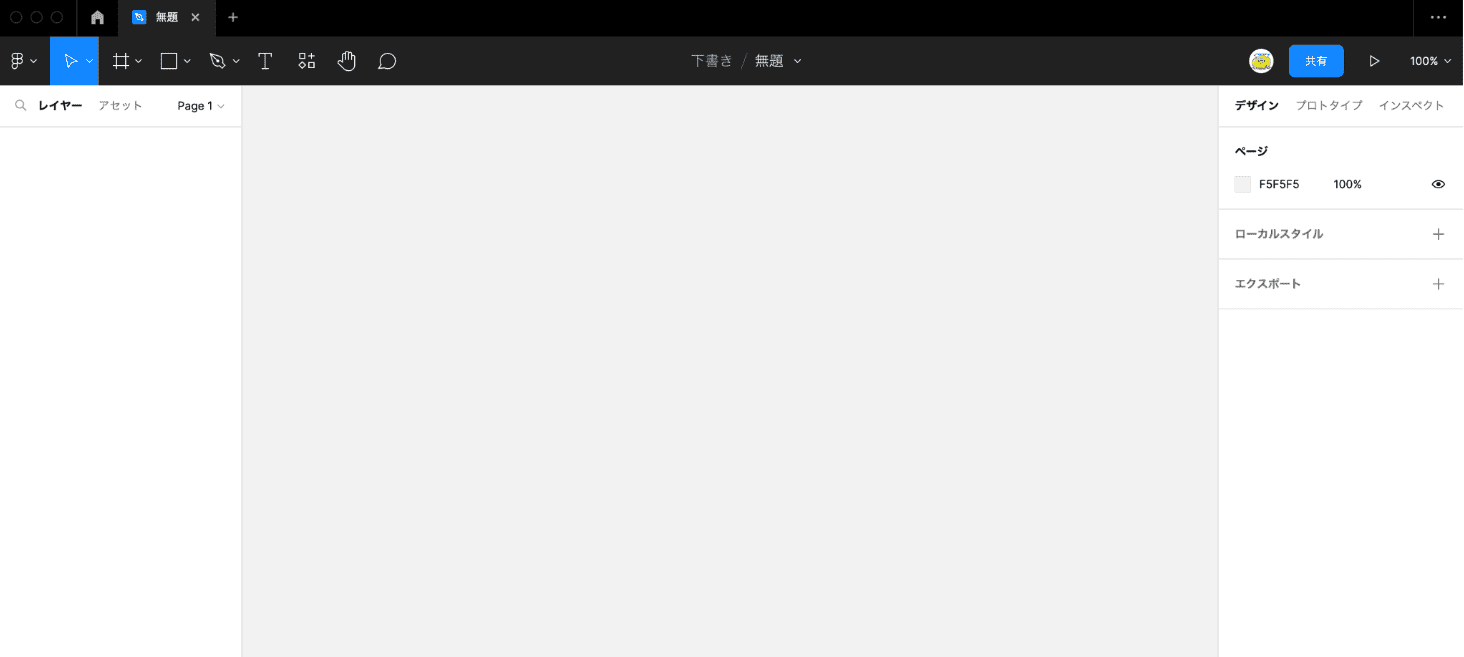 無題
下書き / 無題
共有
100%
レイヤー アセット Page 1
デザイン プロトタイプ インスペクト
ページ
F5F5F5 100%
ローカルスタイル
エクスポート